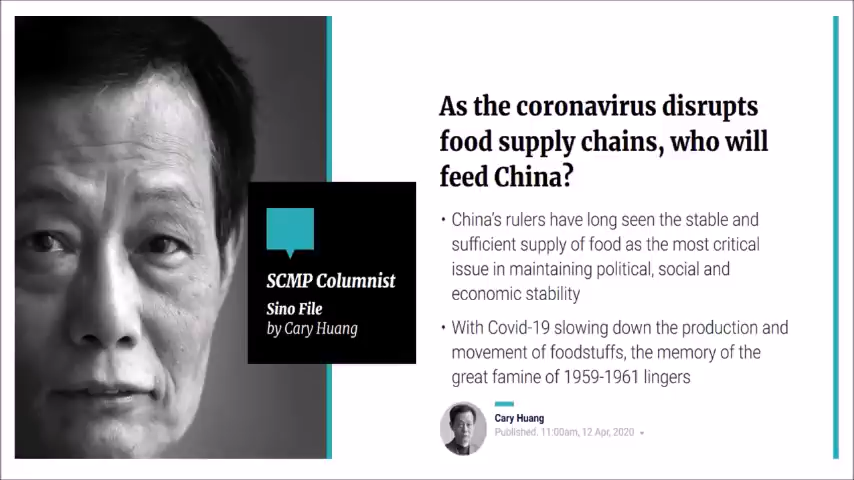 As the coronavirus disrupts
food supply chains, who will
feed China?
• China's rulers have long seen the stable and
sufficient supply of food as the most critical
issue in maintaining political, social and
economic stability
• With Covid-19 slowing down the production and
movement of foodstuffs, the memory of the
great famine of 1959-1961 lingers
SCMP Columnist
Sino File
by Cary Huang
Cary Huang
Published: 11:00am, 12 Apr, 2020